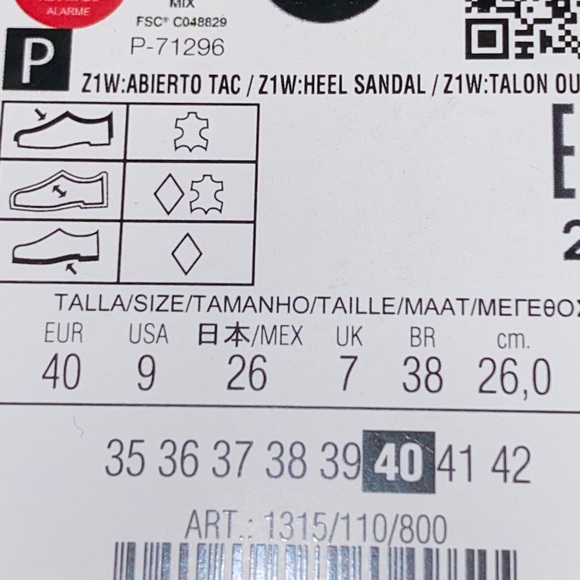 ALARME
MIX
FSC® C048829
P-71296
P
Z1W:ABIERTO TAC / Z1W:HEEL SANDAL / Z1W:TALON OU
TALLA/SIZE/TAMANHO/TAILLE/MAAT/ΜΕΓΕΘΟΣ
EUR USA 日本/MEX UK BR cm.
40 9 26 7 38 26,0
35 36 37 38 39 40 41 42
ART.: 1315/110/800